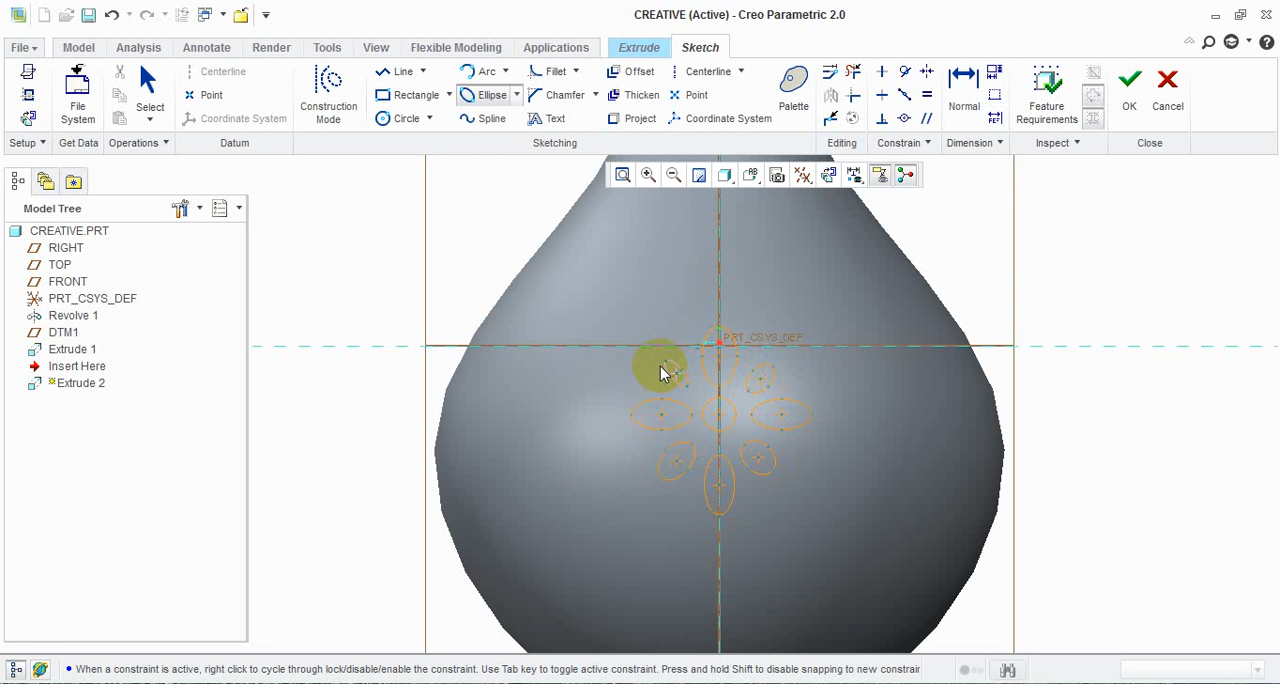 CREATIVE (Active) - Creo Parametric 2.0
File Model Analysis Annotate Render Tools View Flexible Modeling Applications Extrude Sketch
Centerline Line Arc Fillet Offset Centerline
Point Rectangle Ellipse Chamfer Thicken Point
Coordinate System Circle Spline Text Project Coordinate System
File System Select Construction Mode Palette Normal Feature Requirements OK Cancel
Setup Get Data Operations Datum Sketching Editing Constrain Dimension Inspect Close
Model Tree
CREATIVE.PRT
RIGHT
TOP
FRONT
PRT_CSYS_DEF
Revolve 1
DTM1
Extrude 1
Insert Here
Extrude 2
PRT_CSYS_DEF
When a constraint is active, right click to cycle through lock/disable/enable the constraint. Use Tab key to toggle active constraint. Press and hold Shift to disable snapping to new constrair